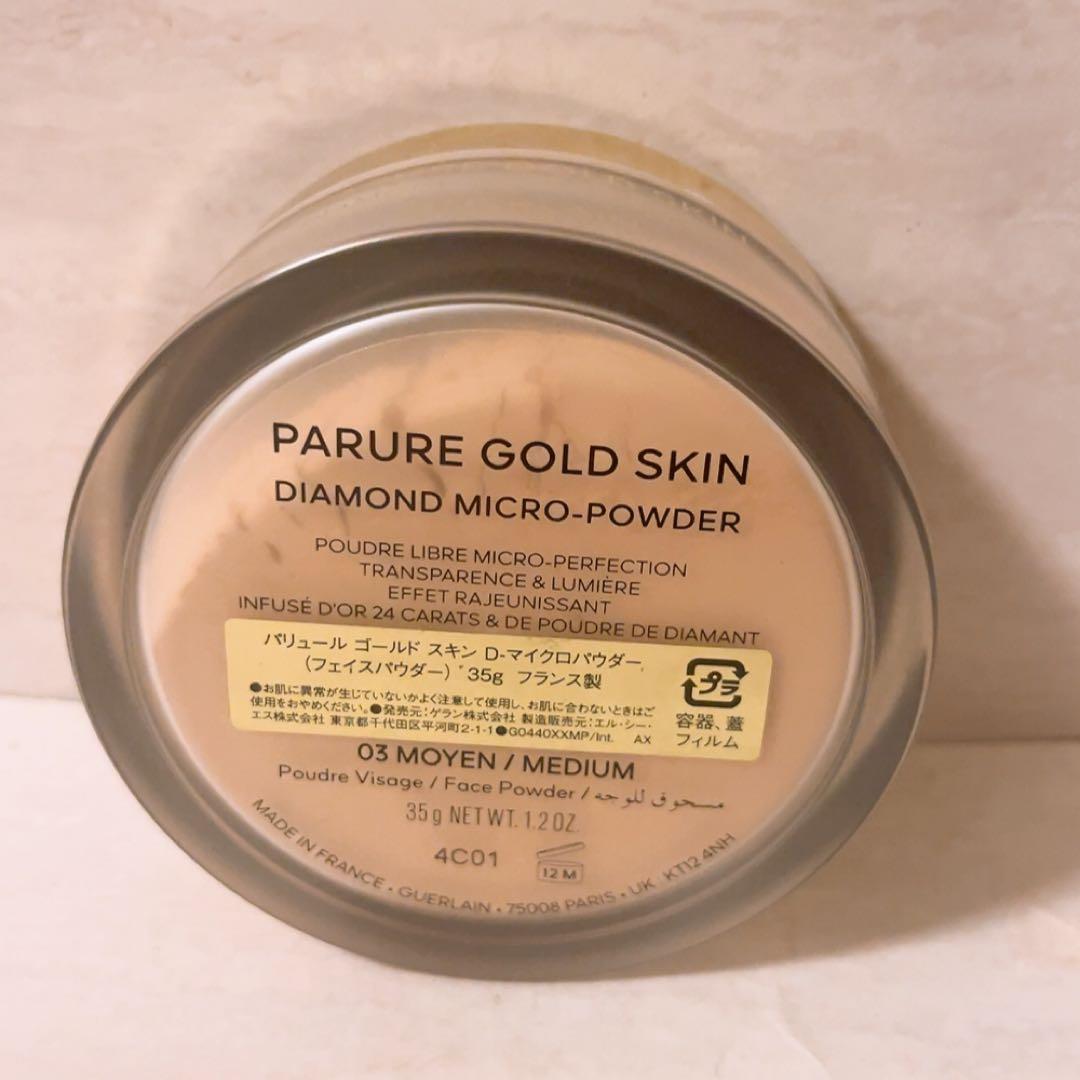 PARURE GOLD SKIN
DIAMOND MICRO-POWDER
POUDRE LIBRE MICRO-PERFECTION
TRANSPARENCE & LUMIÈRE
EFFET RAJEUNISSANT
INFUSÉ D'OR 24 CARATS & DE POUDRE DE DIAMANT
パリュール ゴールド スキン D-マイクロパウダー
(フェイスパウダー) 35g フランス製
●お肌に異常が生じていないかよく注意して使用し、お肌に合わないときはご
使用をおやめください。●発売元:ゲラン株式会社 製造販売元:エル・シー・
エス株式会社 東京都千代田区平河町2-1-1●G0440XXMP/Int. AX
プラ
容器、蓋
フィルム
03 MOYEN / MEDIUM
Poudre Visage / Face Powder / مسحوق للوجه
35 g NET WT. 1.2 OZ.
4C01
12 M
MADE IN FRANCE • GUERLAIN • 75008 PARIS • UK • KT12 4NH